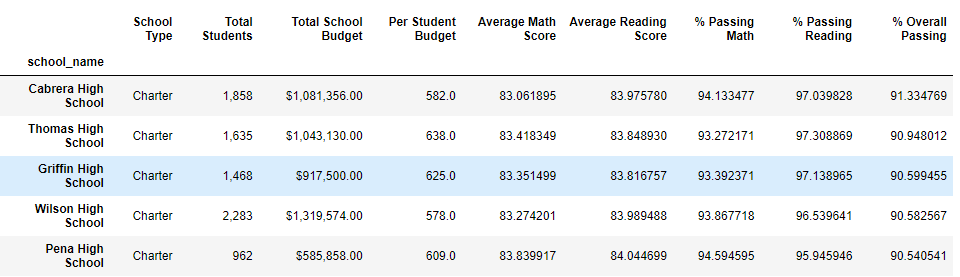 School Type Total Students Total School Budget Per Student Budget Average Math Score Average Reading Score % Passing Math % Passing Reading % Overall Passing
school_name
Cabrera High School Charter 1,858 $1,081,356.00 582.0 83.061895 83.975780 94.133477 97.039828 91.334769
Thomas High School Charter 1,635 $1,043,130.00 638.0 83.418349 83.848930 93.272171 97.308869 90.948012
Griffin High School Charter 1,468 $917,500.00 625.0 83.351499 83.816757 93.392371 97.138965 90.599455
Wilson High School Charter 2,283 $1,319,574.00 578.0 83.274201 83.989488 93.867718 96.539641 90.582567
Pena High School Charter 962 $585,858.00 609.0 83.839917 84.044699 94.594595 95.945946 90.540541